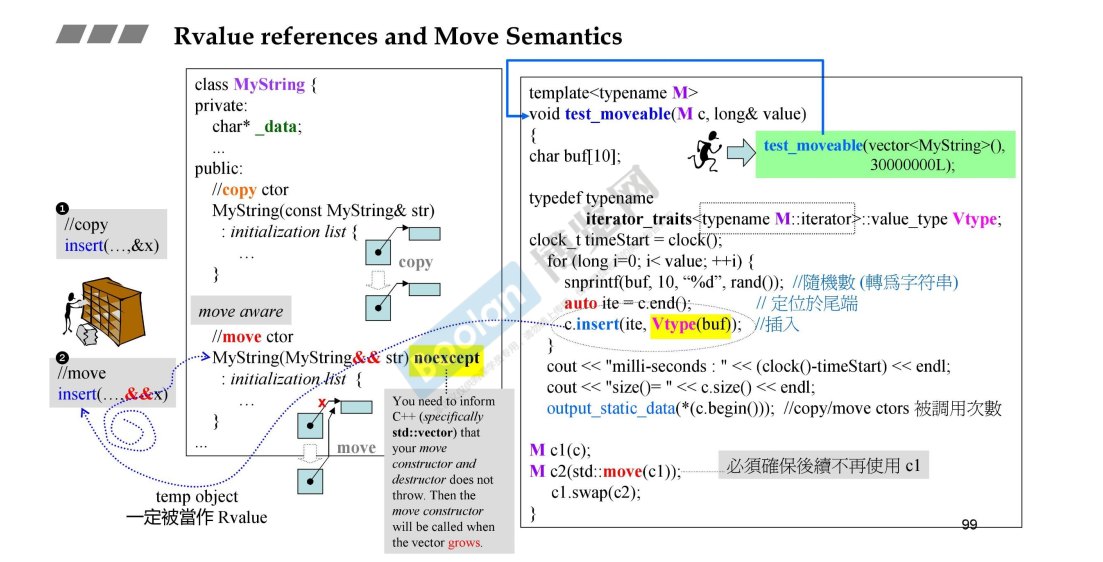 Rvalue references and Move Semantics
class MyString {
private:
char* _data;
...
public:
//copy ctor
MyString(const MyString& str)
: initialization list {
...
}
copy
move aware
//move ctor
MyString(MyString&& str) noexcept
: initialization list {
...
}
...
x
move
❶
//copy
insert(…,&x)
❷
//move
insert(…,&&x)
temp object
一定被當作 Rvalue
You need to inform
C++ (specifically
std::vector) that
your move
constructor and
destructor does not
throw. Then the
move constructor
will be called when
the vector grows.
template<typename M>
void test_moveable(M c, long& value)
{
char buf[10];
test_moveable(vector<MyString>(),
30000000L);
typedef typename
iterator_traits<typename M::iterator>::value_type Vtype;
clock_t timeStart = clock();
for (long i=0; i< value; ++i) {
snprintf(buf, 10, “%d”, rand()); //隨機數 (轉爲字符串)
auto ite = c.end(); // 定位於尾端
c.insert(ite, Vtype(buf)); //插入
}
cout << "milli-seconds : " << (clock()-timeStart) << endl;
cout << "size()= " << c.size() << endl;
output_static_data(*(c.begin())); //copy/move ctors 被調用次數
M c1(c);
M c2(std::move(c1)); 必須確保後續不再使用 c1
c1.swap(c2);
}
99
Boolan 博览网